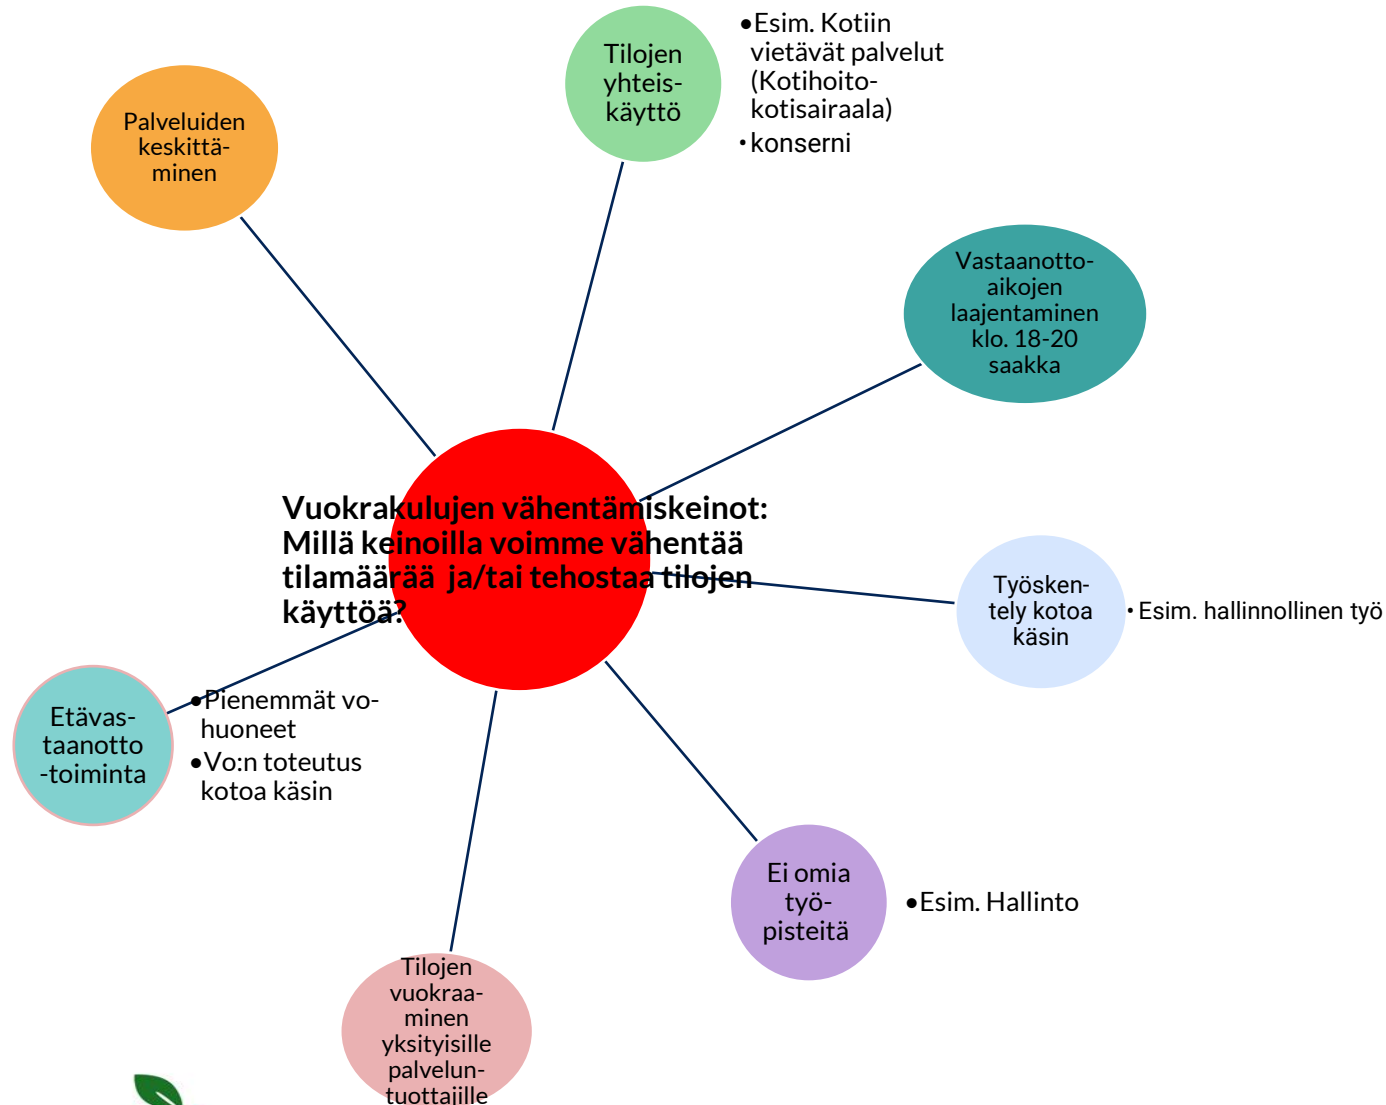 Tilojen
yhteis-
käyttö
•Esim. Kotiin
vietävät palvelut
(Kotihoito-
kotisairaala)
•konserni
Palveluiden
keskittä-
minen
Vastaanotto-
aikojen
laajentaminen
klo. 18-20
saakka
Vuokrakulujen vähentämiskeinot:
Millä keinoilla voimme vähentää
tilamäärää ja/tai tehostaa tilojen
käyttöä?
Työsken-
tely kotoa
käsin
• Esim. hallinnollinen työ
Etävas-
taanotto
-toiminta
•Pienemmät vo-
huoneet
•Vo:n toteutus
kotoa käsin
Ei omia
työ-
pisteitä
•Esim. Hallinto
Tilojen
vuokraa-
minen
yksityisille
palvelun-
tuottajille